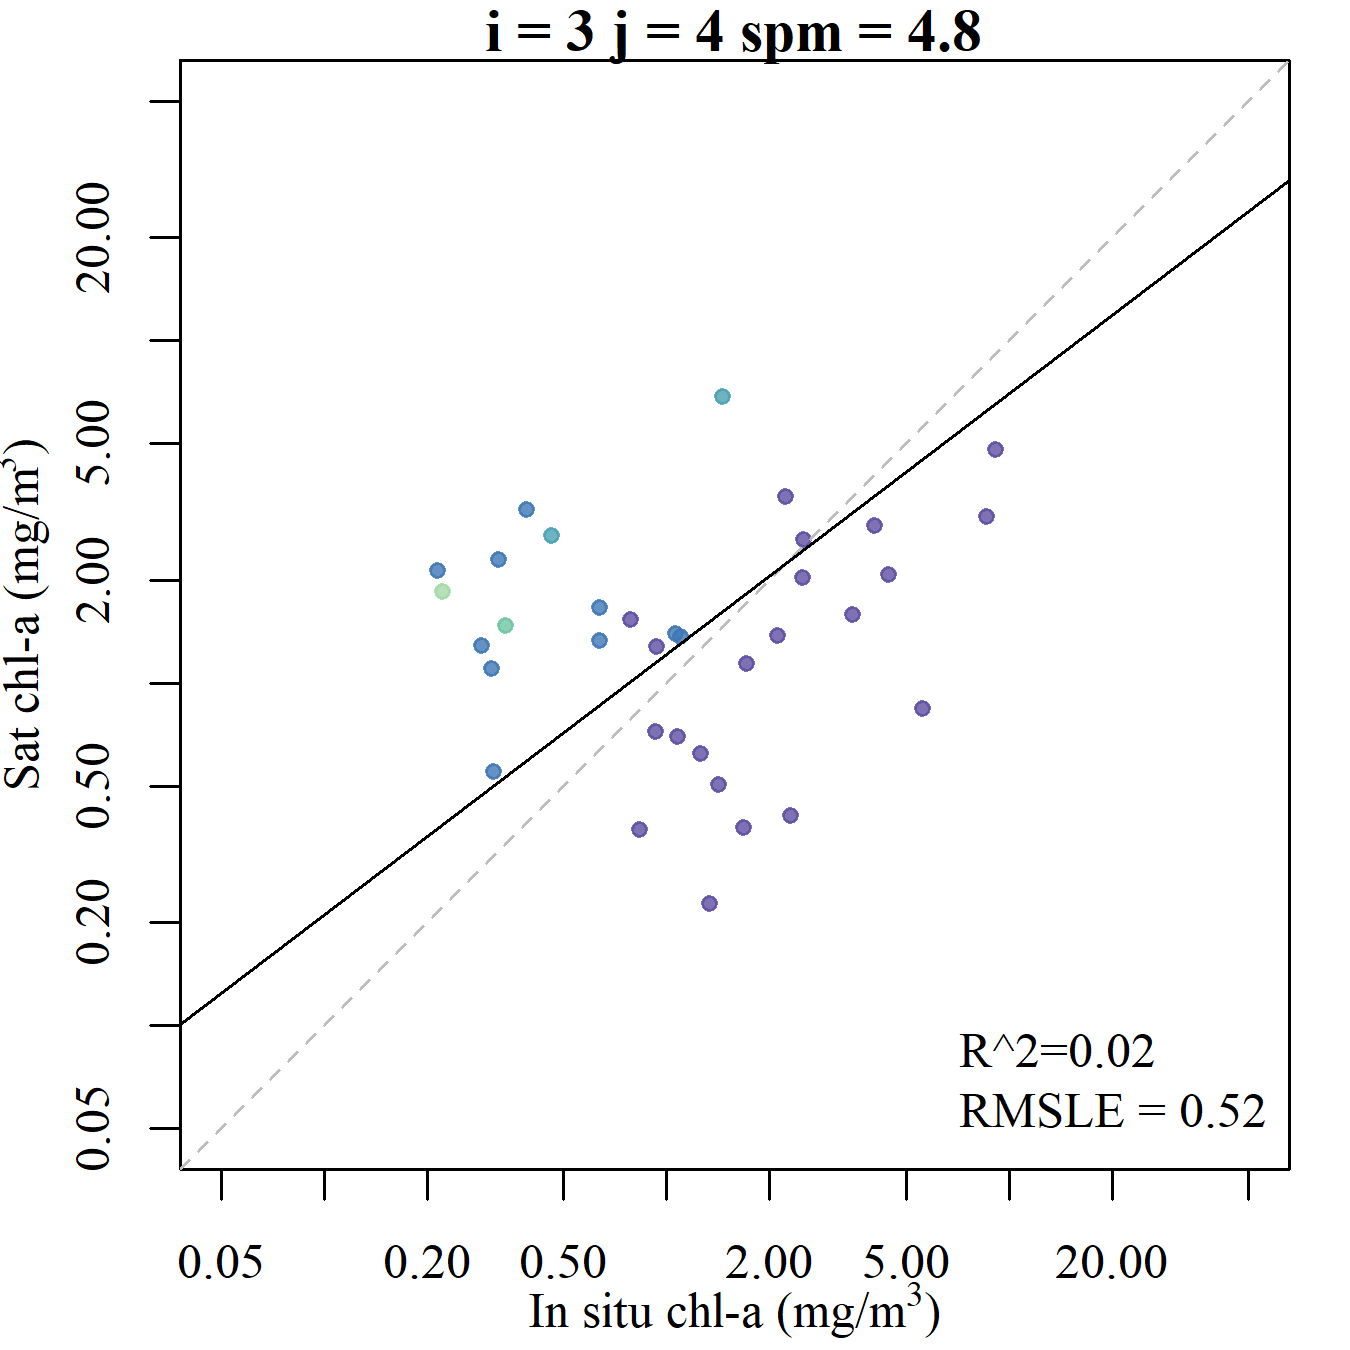 i = 3 j = 4 spm = 4.8
Sat chl-a (mg/m³)
20.00
5.00
2.00
0.50
0.20
0.05
R^2=0.02
RMSLE = 0.52
0.05 0.20 0.50 2.00 5.00 20.00
In situ chl-a (mg/m³)